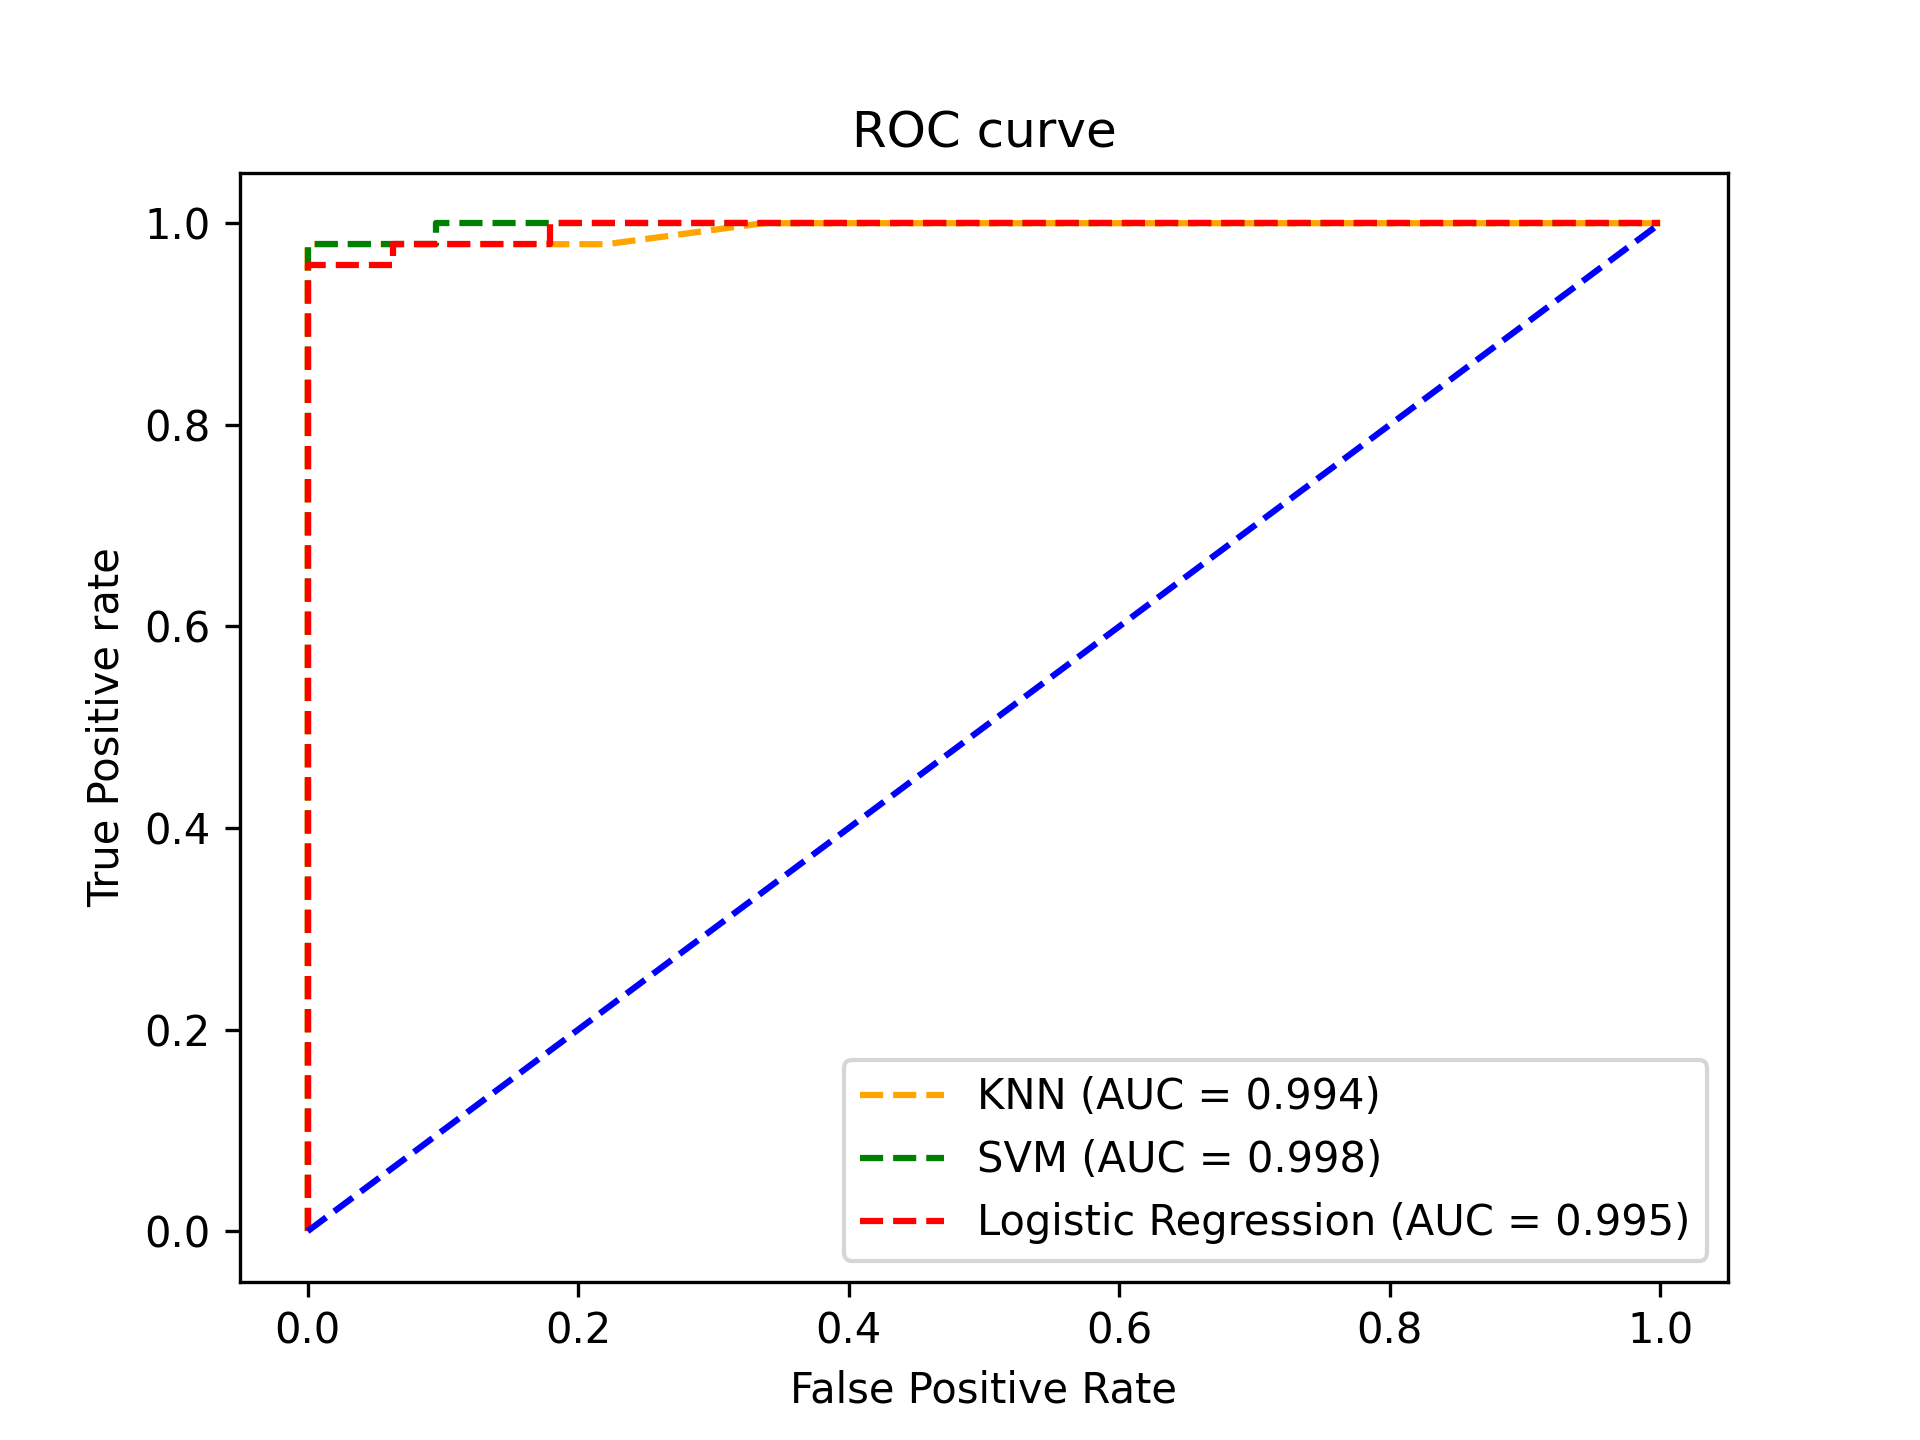 ROC curve
1.0
0.8
0.6
0.4
0.2
0.0
True Positive rate
KNN (AUC = 0.994)
SVM (AUC = 0.998)
Logistic Regression (AUC = 0.995)
0.0 0.2 0.4 0.6 0.8 1.0
False Positive Rate